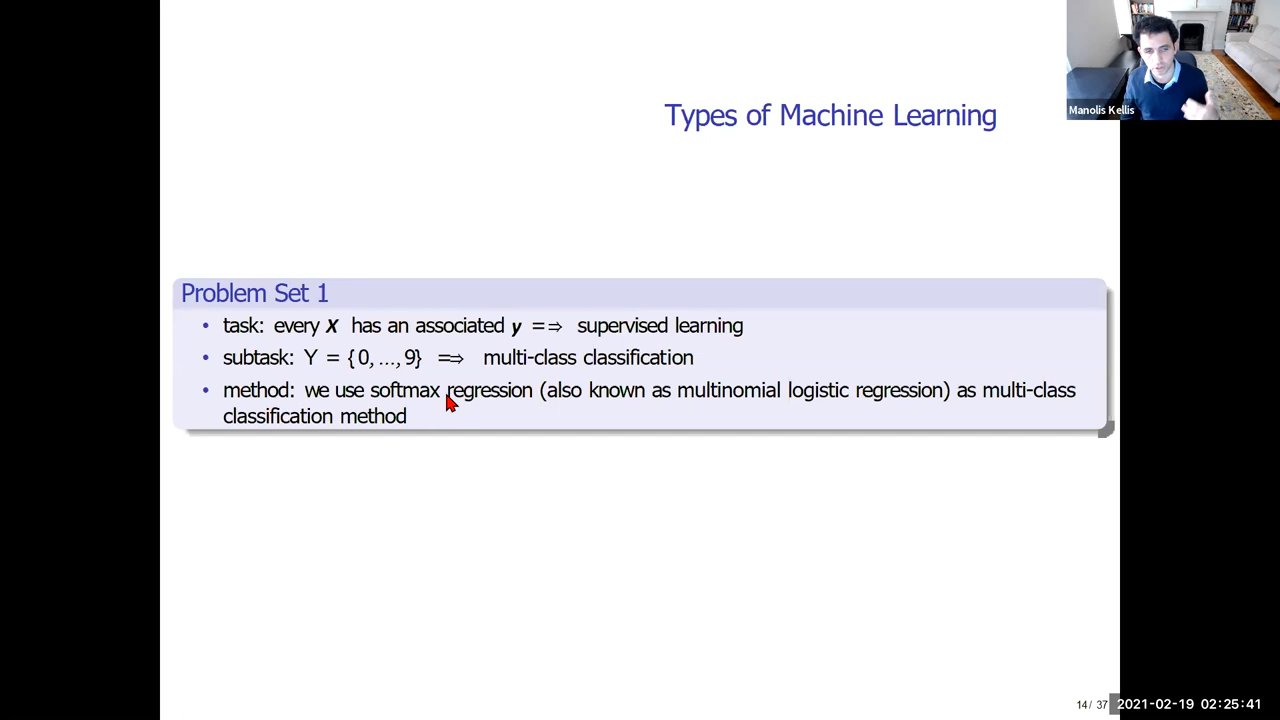 Types of Machine Learning
Manolis Kellis
Problem Set 1
• task: every X has an associated y =⇒ supervised learning
• subtask: Y = {0, ..., 9} =⇒ multi-class classification
• method: we use softmax regression (also known as multinomial logistic regression) as multi-class
classification method
14 / 37
2021-02-19 02:25:41